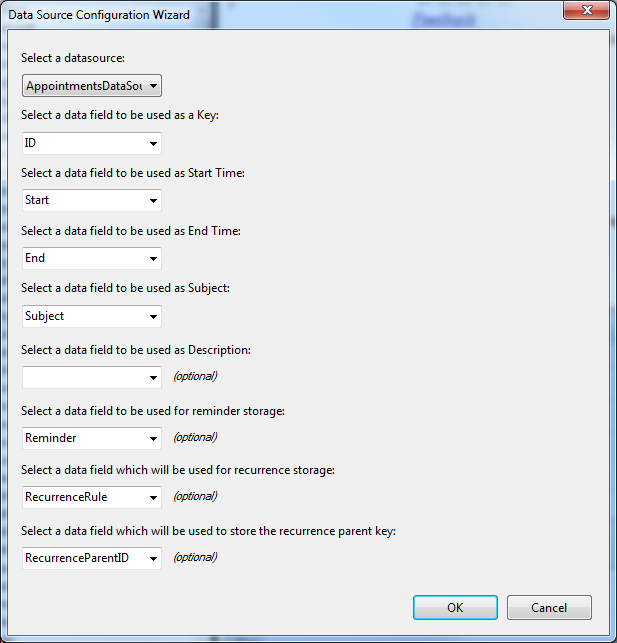 Feedback
Data Source Configuration Wizard
Select a datasource:
AppointmentsDataSou
Select a data field to be used as a Key:
ID
Select a data field to be used as Start Time:
Start
Select a data field to be used as End Time:
End
Select a data field to be used as Subject:
Subject
Select a data field to be used as Description:
(optional)
Select a data field to be used for reminder storage:
Reminder (optional)
Select a data field which will be used for recurrence storage:
RecurrenceRule (optional)
Select a data field which will be used to store the recurrence parent key:
RecurrenceParentID (optional)
OK Cancel